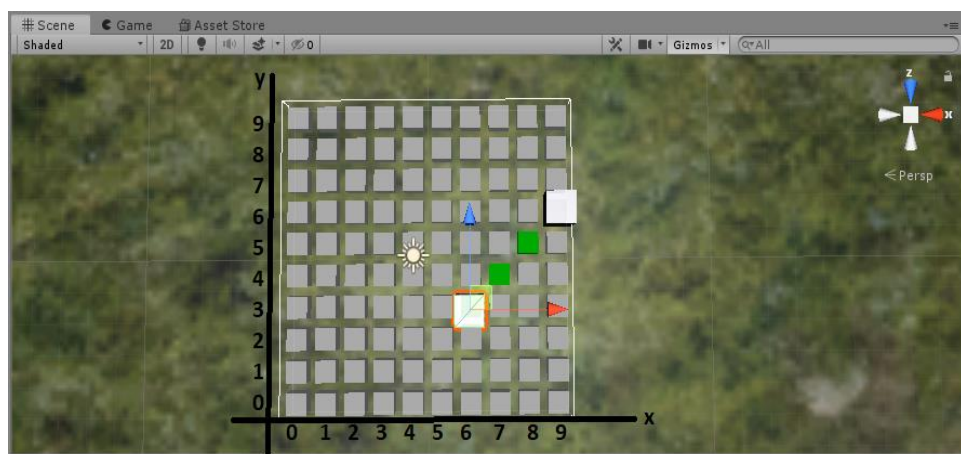 Scene Game Asset Store
Shaded 2D 0 Gizmos All
y
z
x
9
8
7
6
5
4
3
2
1
0
Persp
x
0 1 2 3 4 5 6 7 8 9